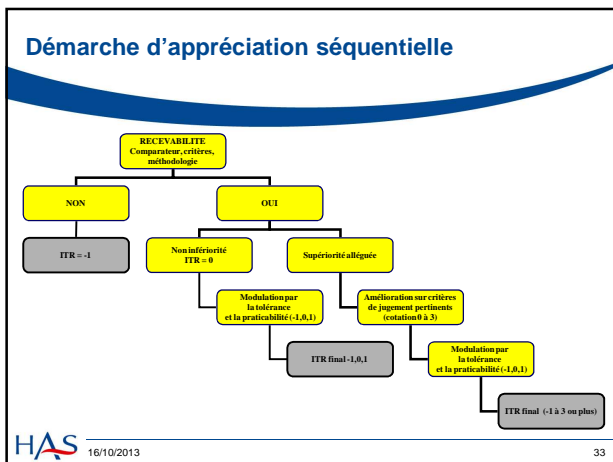 Démarche d'appréciation séquentielle
RECEVABILITE
Comparateur, critères,
méthodologie
NON
OUI
ITR = -1
Non infériorité
ITR = 0
Supériorité alléguée
Modulation par
la tolérance
et la praticabilité (-1,0,1)
Amélioration sur critères
de jugement pertinents
(cotation 0 à 3)
ITR final -1,0,1
Modulation par
la tolérance
et la praticabilité (-1,0,1)
ITR final (-1 à 3 ou plus)
HAS
16/10/2013
33